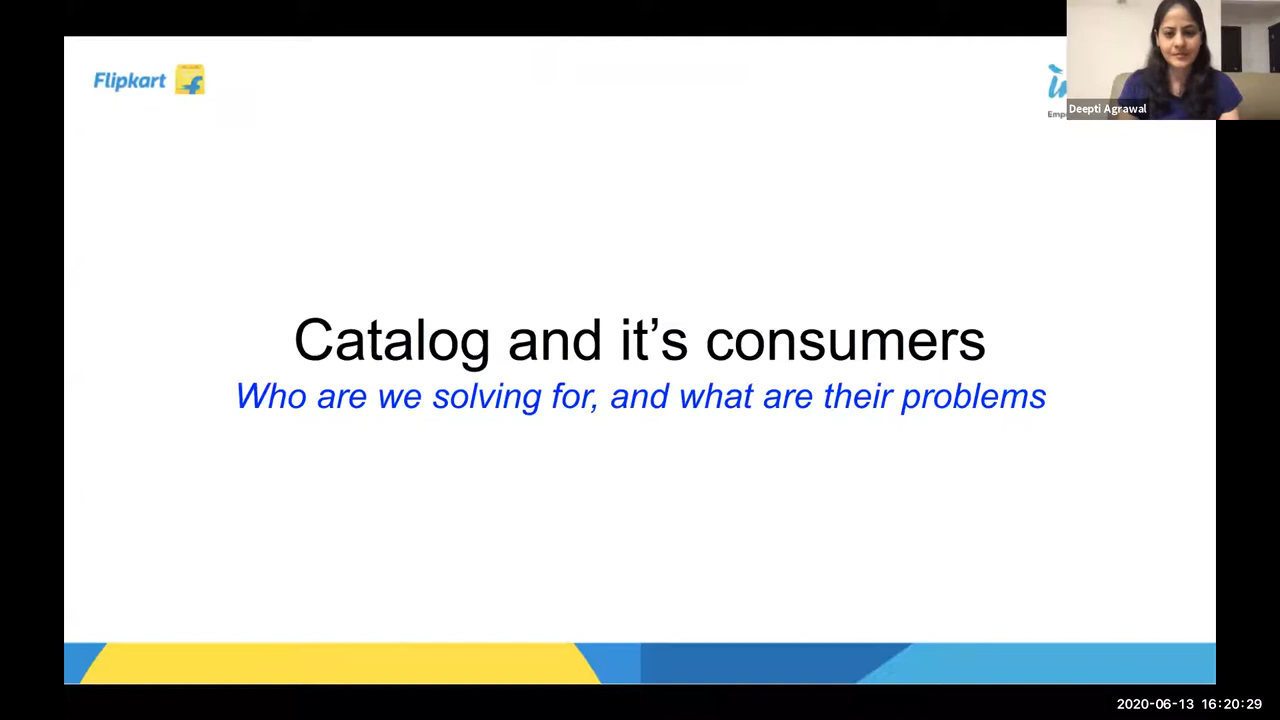 Flipkart
Deepti Agrawal
Catalog and it's consumers
Who are we solving for, and what are their problems
2020-06-13 16:20:29